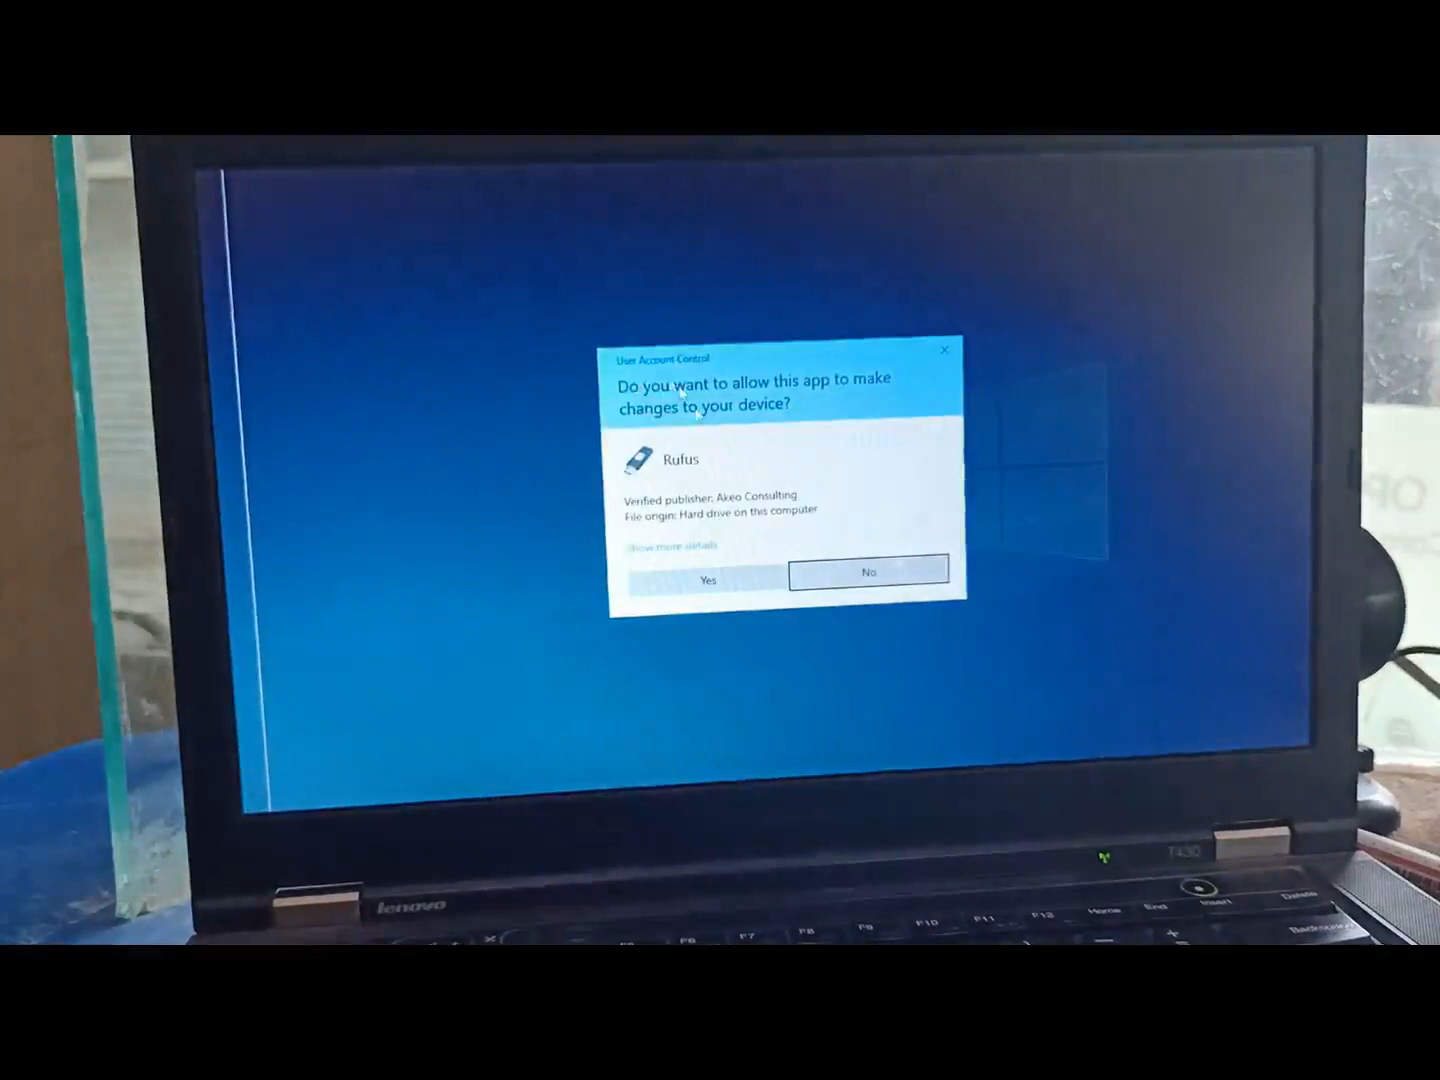 User Account Control
Do you want to allow this app to make
changes to your device?
Rufus
Verified publisher: Akeo Consulting
File origin: Hard drive on this computer
Show more details
Yes
No
T430
lenovo
F6
F7
F8
F9
F10
F11
F12
Home
End
Insert
Delete
Backspace